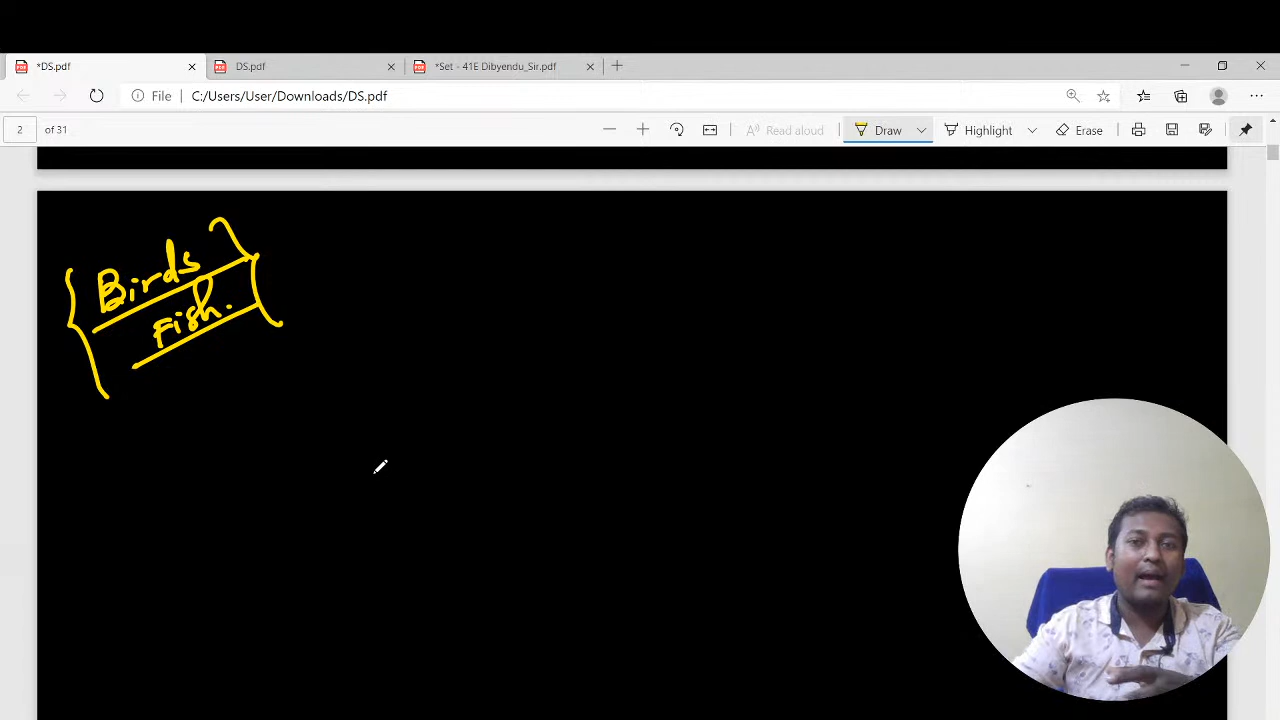 *DS.pdf
DS.pdf
*Set - 41E Dibyendu_Sir.pdf
File C:/Users/User/Downloads/DS.pdf
2 of 31
Read aloud
Draw
Highlight
Erase
Birds
Fish.